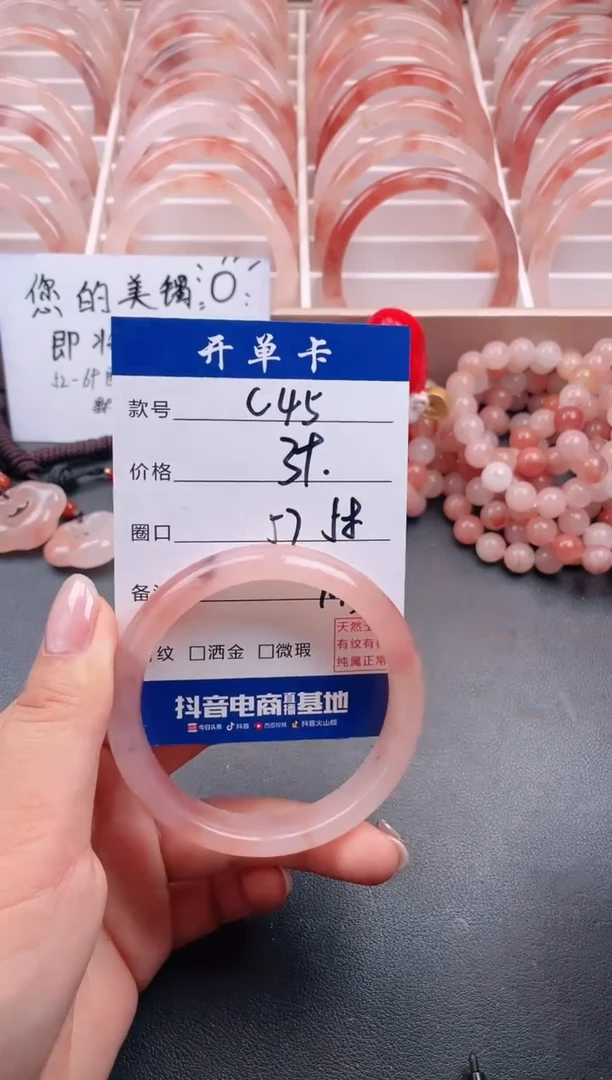 您的美镯
即将
52-6
开单卡
款号 C45
价格
圈口 57
备
纹 □洒金 □微瑕
天然
有纹有
纯属正常
抖音电商直播基地
今日头条 抖音 西瓜视频 抖音火山版